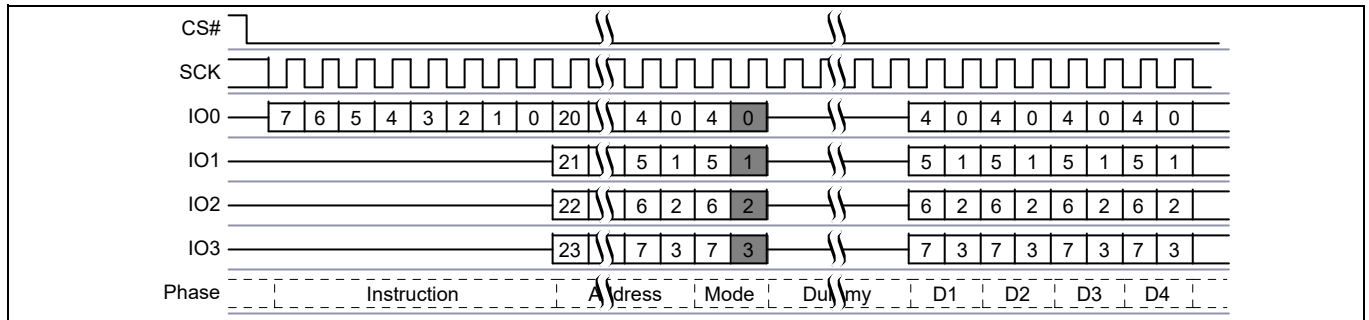 CS#
SCK
IO0 7 6 5 4 3 2 1 0 20 4 0 4 0 4 0 4 0 4 0 4 0
IO1 21 5 1 5 1 5 1 5 1 5 1 5 1
IO2 22 6 2 6 2 6 2 6 2 6 2 6 2
IO3 23 7 3 7 3 7 3 7 3 7 3 7 3
Phase Instruction Address Mode Dummy D1 D2 D3 D4